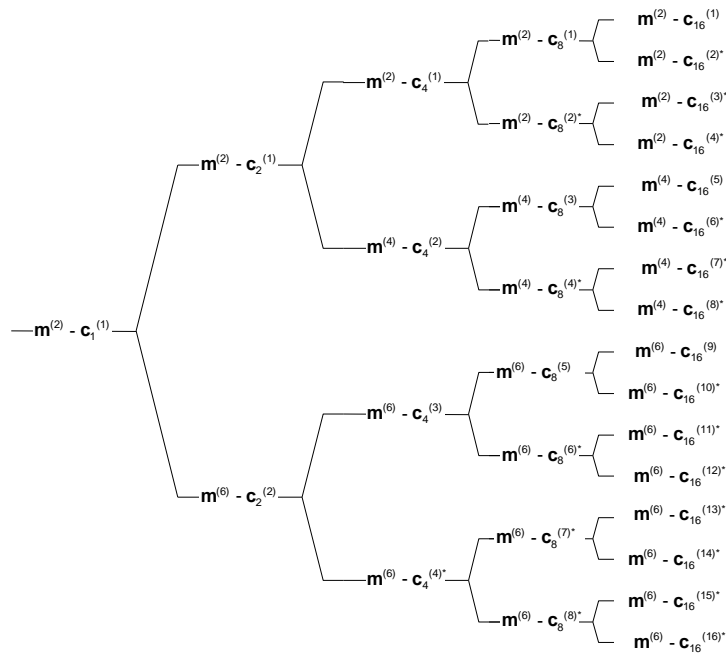 m(2) - c1(1)
m(2) - c2(1)
m(6) - c2(2)
m(2) - c4(1)
m(4) - c4(2)
m(6) - c4(3)
m(6) - c4(4)*
m(2) - c8(1)
m(2) - c8(2)*
m(4) - c8(3)
m(4) - c8(4)*
m(6) - c8(5)
m(6) - c8(6)*
m(6) - c8(7)*
m(6) - c8(8)*
m(2) - c16(1)
m(2) - c16(2)*
m(2) - c16(3)*
m(2) - c16(4)*
m(4) - c16(5)
m(4) - c16(6)*
m(4) - c16(7)*
m(4) - c16(8)*
m(6) - c16(9)
m(6) - c16(10)*
m(6) - c16(11)*
m(6) - c16(12)*
m(6) - c16(13)*
m(6) - c16(14)*
m(6) - c16(15)*
m(6) - c16(16)*